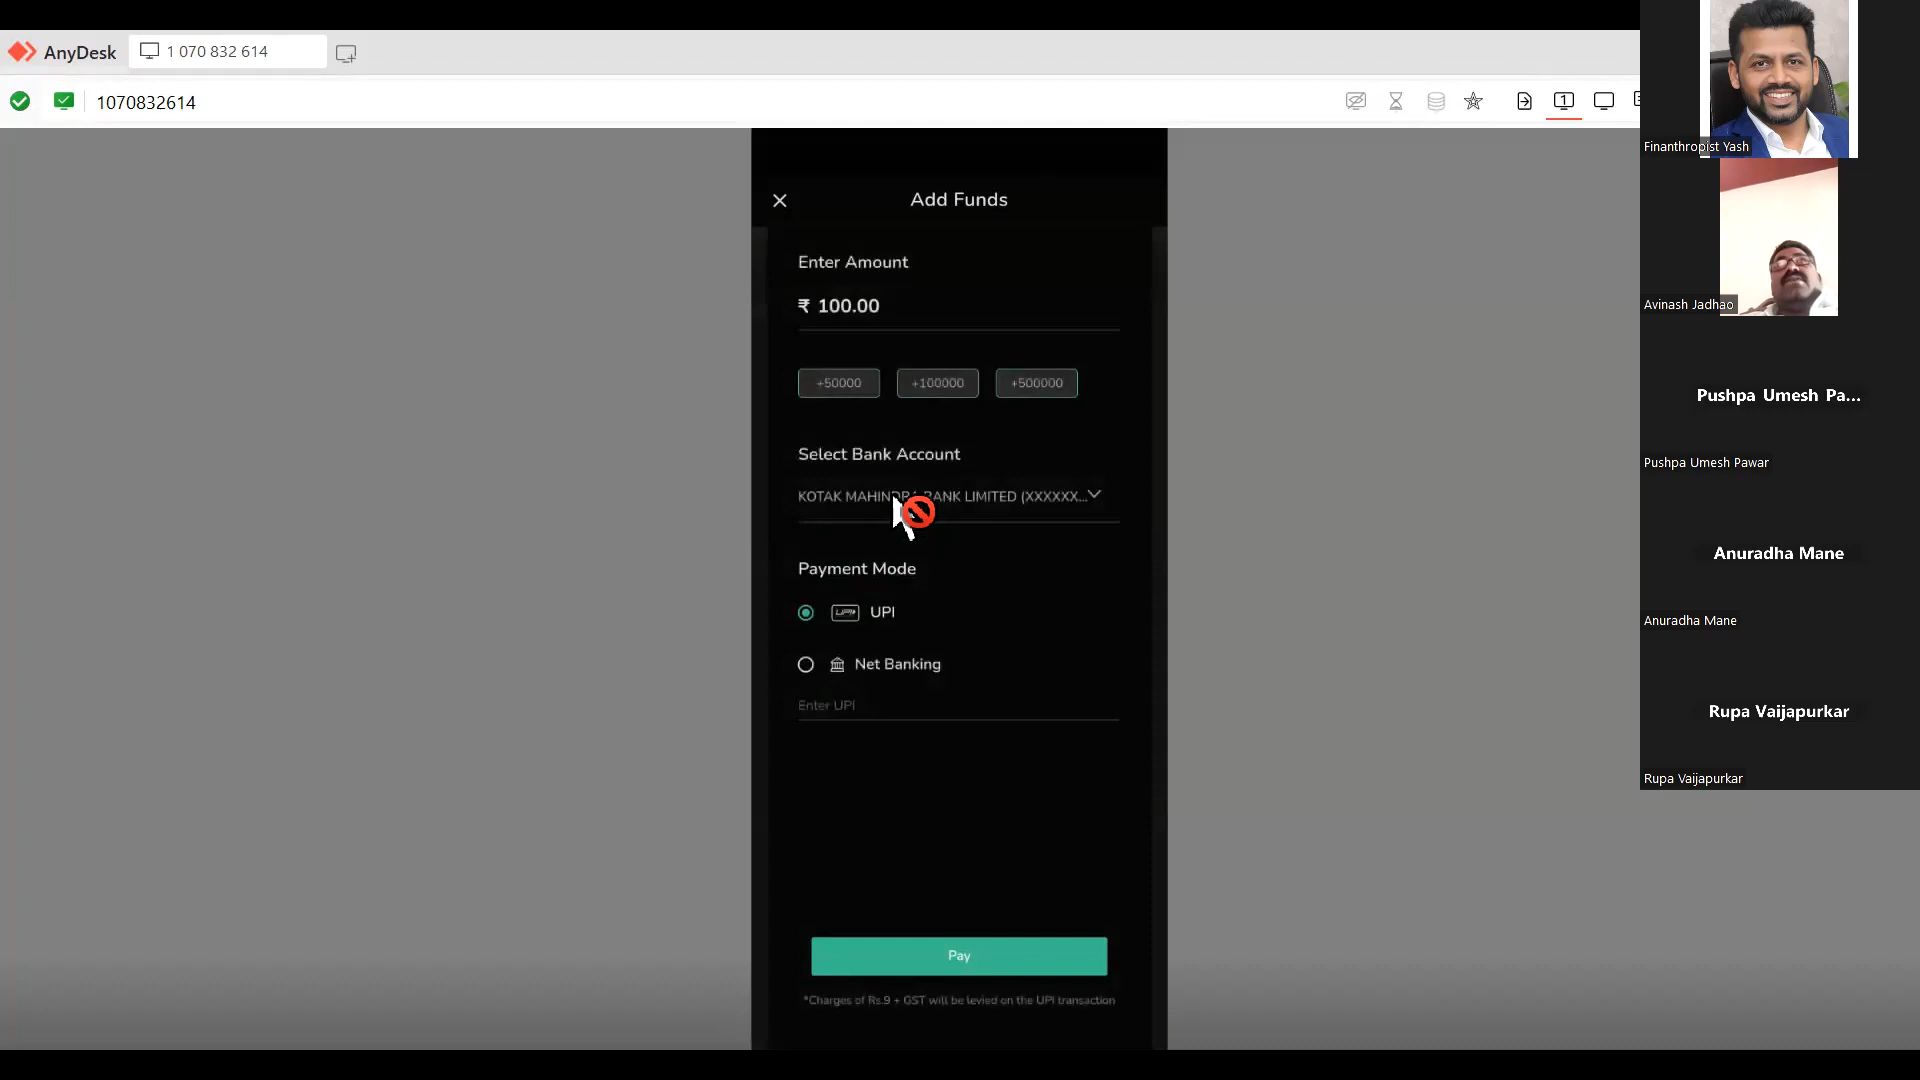 AnyDesk
1 070 832 614
1070832614
1
Add Funds
Enter Amount
₹ 100.00
+50000
+100000
+500000
Select Bank Account
KOTAK MAHINDRA BANK LIMITED (XXXXXX...
Payment Mode
UPI
UPI
Net Banking
Enter UPI
Pay
*Charges of Rs.9 + GST will be levied on the UPI transaction
Finanthropist Yash
Avinash Jadhao
Pushpa Umesh Pa...
Pushpa Umesh Pawar
Anuradha Mane
Anuradha Mane
Rupa Vaijapurkar
Rupa Vaijapurkar